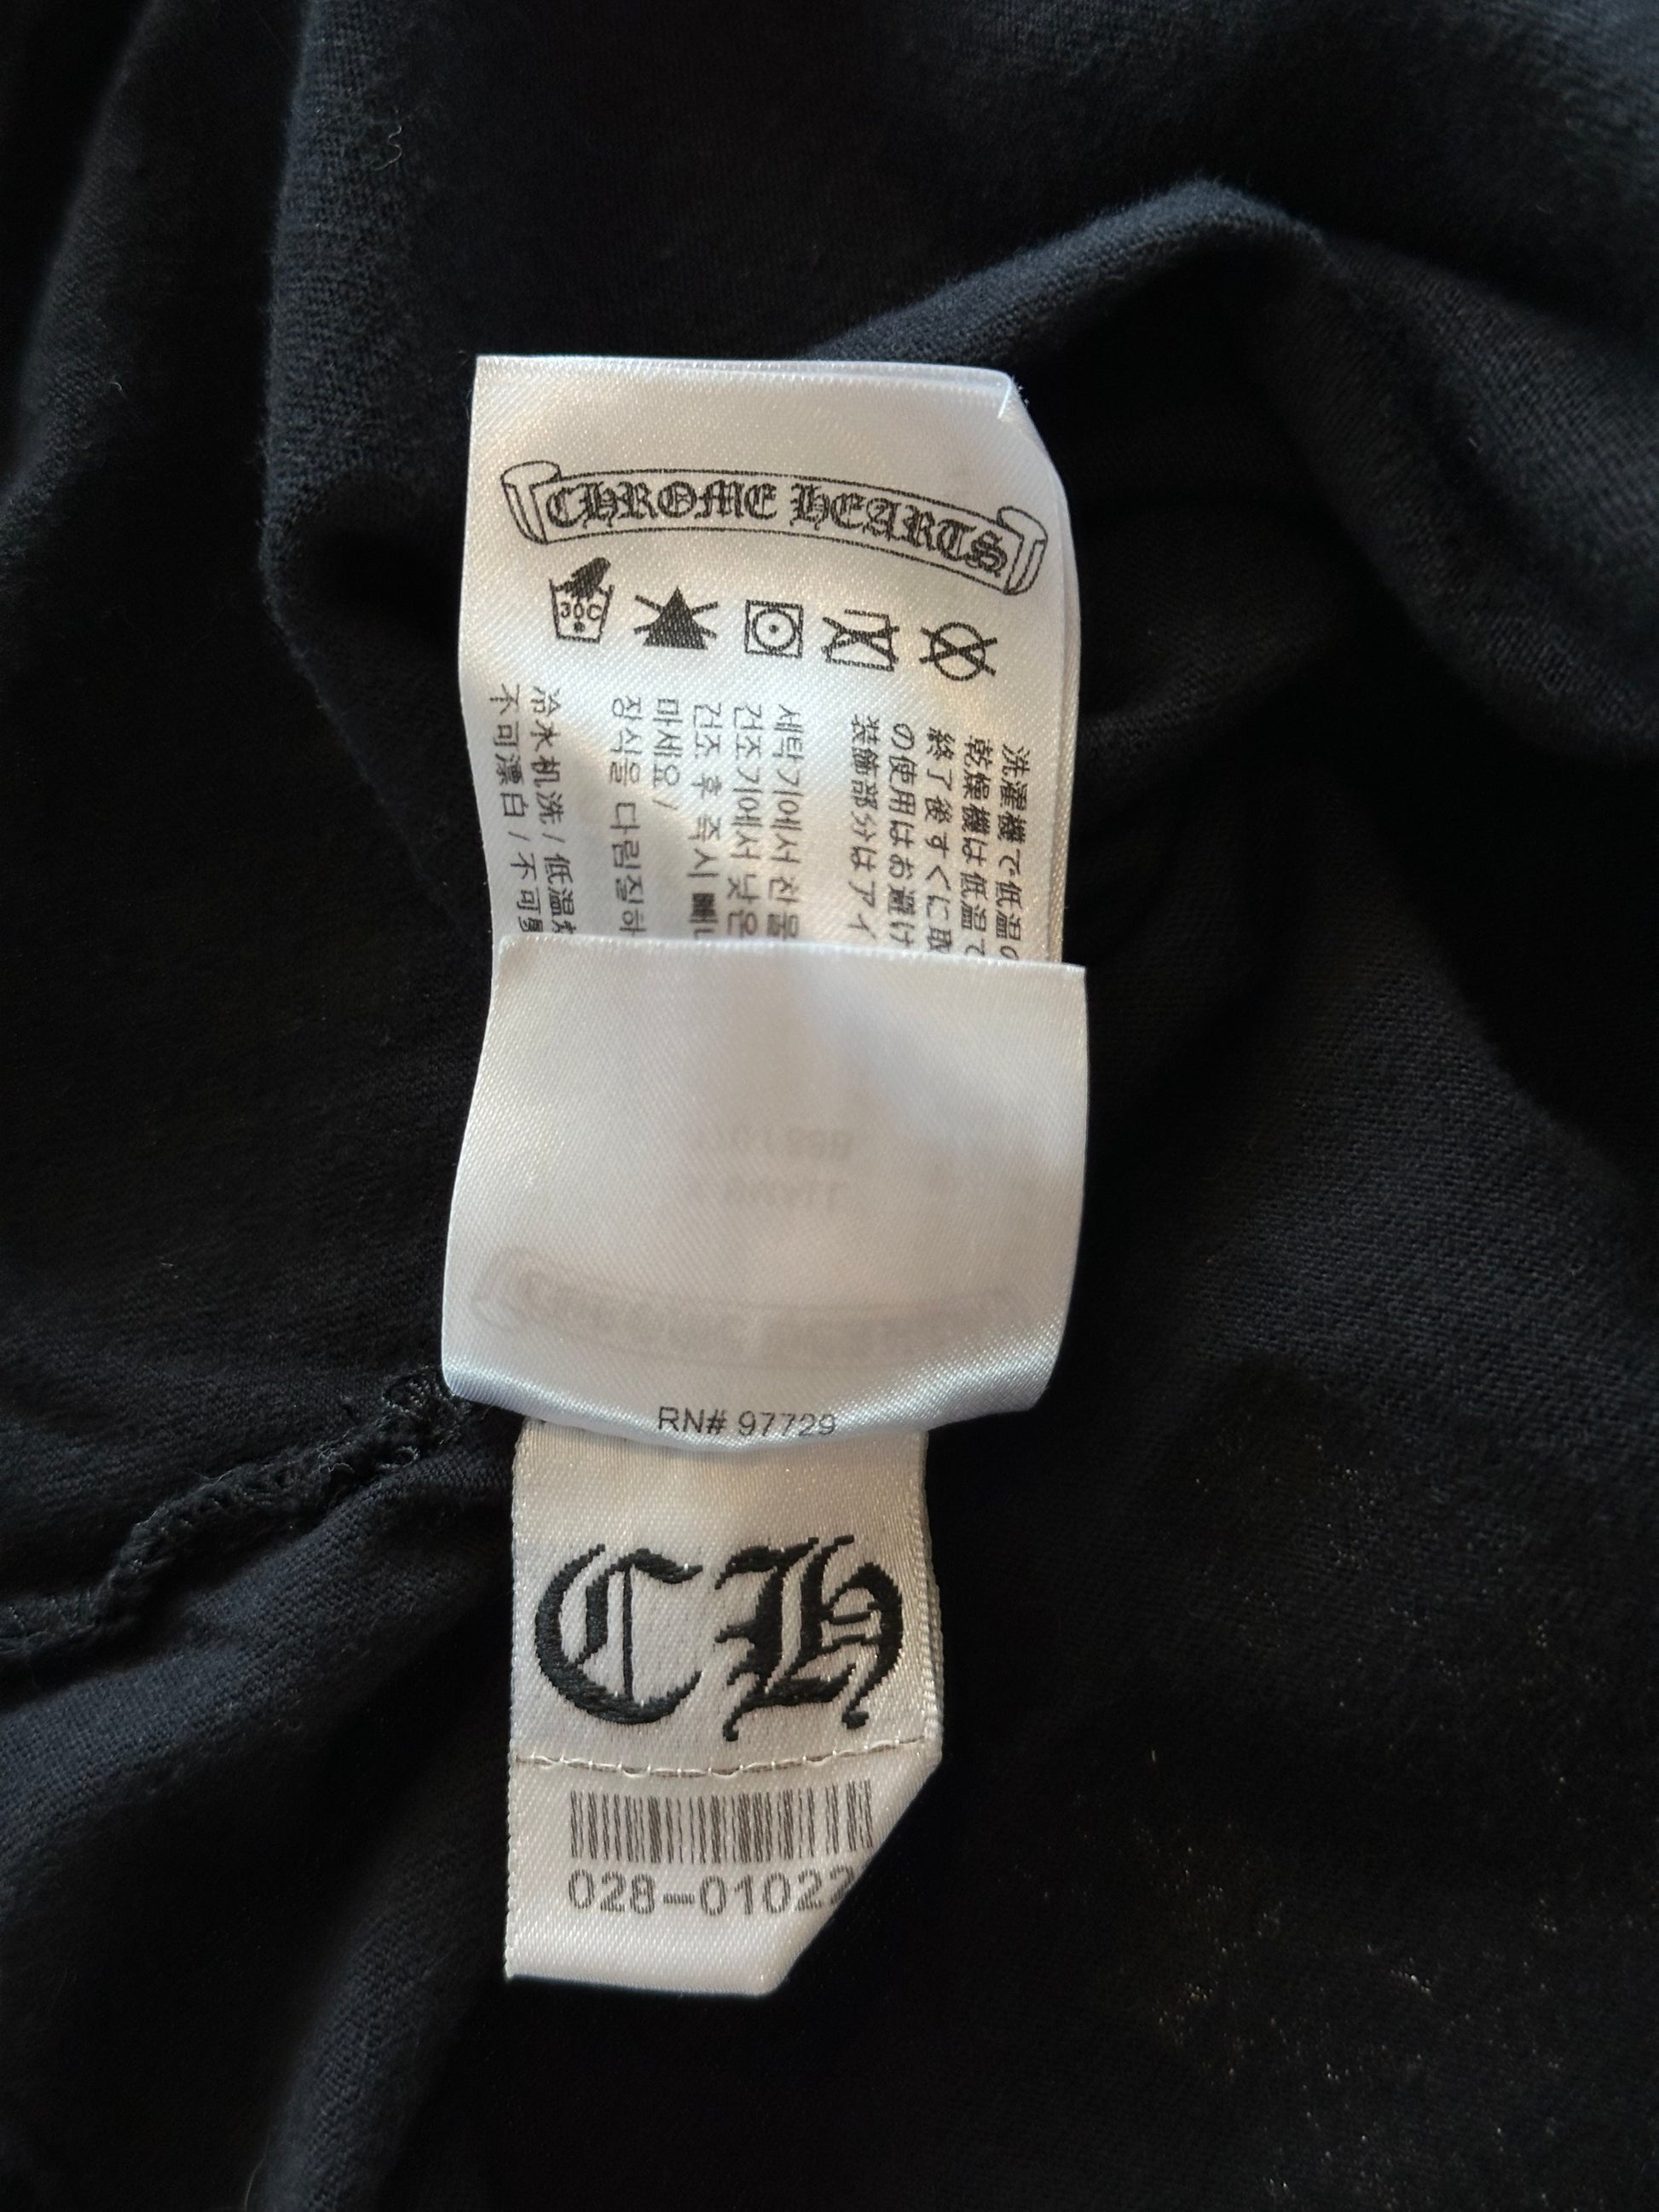 CHROME HEARTS
30C
洗濯機で低温の
乾燥機は低温で
終了後すぐに取
の使用はお避け
装飾部分はアイ
세탁기에서 찬물
건조기에서 낮은
건조 후 즉시 빼
마세요 /
장식을 다림질하
冷水机洗 / 低温
不可漂白 / 不可
RN# 97729
CH
028-01022